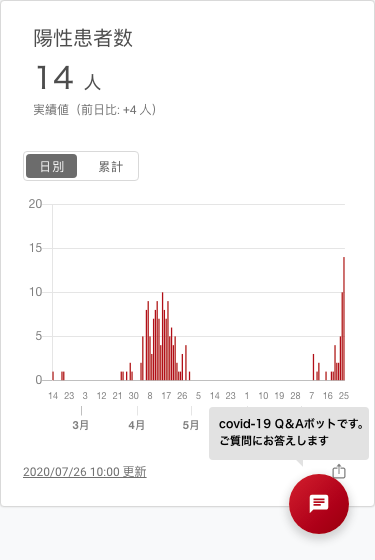 陽性患者数
14 人
実績値（前日比: +4 人）
日別 累計
20
15
10
5
0
14 23 3 12 21 30 8 17 26 5 14 23 1 10 19 28 7 16 25
3月 4月 5月
covid-19 Q&Aボットです。
ご質問にお答えします
2020/07/26 10:00 更新